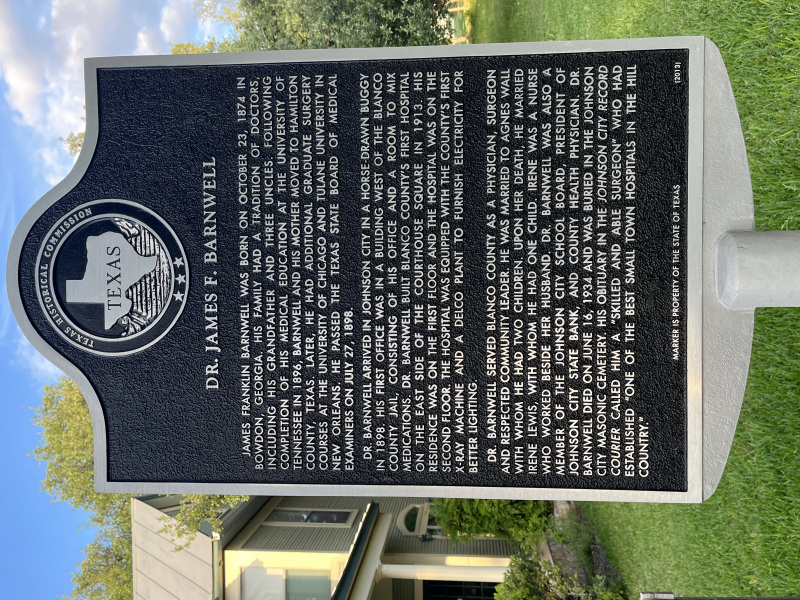 TEXAS HISTORICAL COMMISSION
TEXAS
DR. JAMES F. BARNWELL
JAMES FRANKLIN BARNWELL WAS BORN ON OCTOBER 23, 1874 IN
BOWDON, GEORGIA. HIS FAMILY HAD A TRADITION OF DOCTORS,
INCLUDING HIS GRANDFATHER AND THREE UNCLES. FOLLOWING
COMPLETION OF HIS MEDICAL EDUCATION AT THE UNIVERSITY OF
TENNESSEE IN 1896, BARNWELL AND HIS MOTHER MOVED TO HAMILTON
COUNTY, TEXAS. LATER, HE HAD ADDITIONAL GRADUATE SURGERY
COURSES AT THE UNIVERSITY OF CHICAGO AND TULANE UNIVERSITY IN
NEW ORLEANS. HE PASSED THE TEXAS STATE BOARD OF MEDICAL
EXAMINERS ON JULY 27, 1898.
DR. BARNWELL ARRIVED IN JOHNSON CITY IN A HORSE-DRAWN BUGGY
IN 1898. HIS FIRST OFFICE WAS IN A BUILDING WEST OF THE BLANCO
COUNTY JAIL, CONSISTING OF HIS OFFICE AND A ROOM TO MIX
MEDICATIONS. DR. BARNWELL BUILT BLANCO COUNTY'S FIRST HOSPITAL
ON THE EAST SIDE OF THE COURTHOUSE SQUARE IN 1913. HIS
RESIDENCE WAS ON THE FIRST FLOOR AND THE HOSPITAL WAS ON THE
SECOND FLOOR. THE HOSPITAL WAS EQUIPPED WITH THE COUNTY'S FIRST
X-RAY MACHINE AND A DELCO PLANT TO FURNISH ELECTRICITY FOR
BETTER LIGHTING.
DR. BARNWELL SERVED BLANCO COUNTY AS A PHYSICIAN, SURGEON
AND RESPECTED COMMUNITY LEADER. HE WAS MARRIED TO AGNES WALL
WITH WHOM HE HAD TWO CHILDREN. UPON HER DEATH, HE MARRIED
IRENE LEWETH WITH WHOM HE HAD ONE CHILD. IRENE WAS A NURSE
WHO WORKED BESIDE HER HUSBAND. DR. BARNWELL WAS ALSO A
MEMBER OF THE JOHNSON CITY SCHOOL BOARD, PRESIDENT OF
JOHNSON CITY STATE BANK, AND COUNTY HEALTH PHYSICIAN. DR.
BARNWELL DIED ON JUNE 16, 1934 AND WAS BURIED IN THE JOHNSON
CITY MASONIC CEMETERY. HIS OBITUARY IN THE JOHNSON CITY RECORD
COURIER CALLED HIM A "SKILLED AND ABLE SURGEON" WHO HAD
ESTABLISHED "ONE OF THE BEST SMALL TOWN HOSPITALS IN THE HILL
COUNTRY."
(2013)
MARKER IS PROPERTY OF THE STATE OF TEXAS